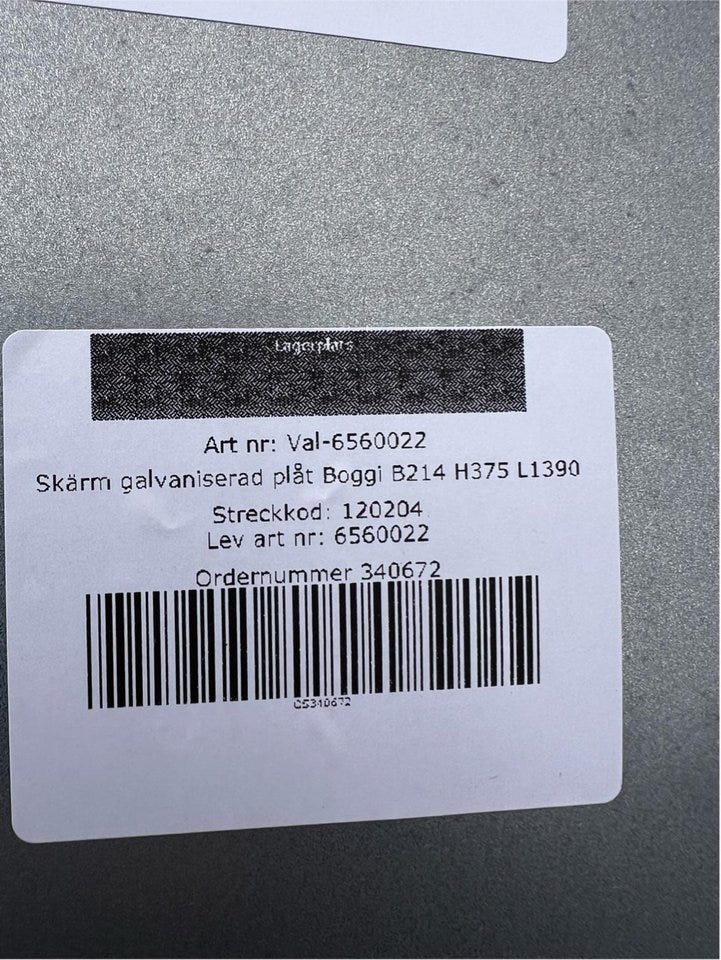 Lagerplats
Art nr: Val-6560022
Skärm galvaniserad plåt Boggi B214 H375 L1390
Streckkod: 120204
Lev art nr: 6560022
Ordernummer 340672
OS340672